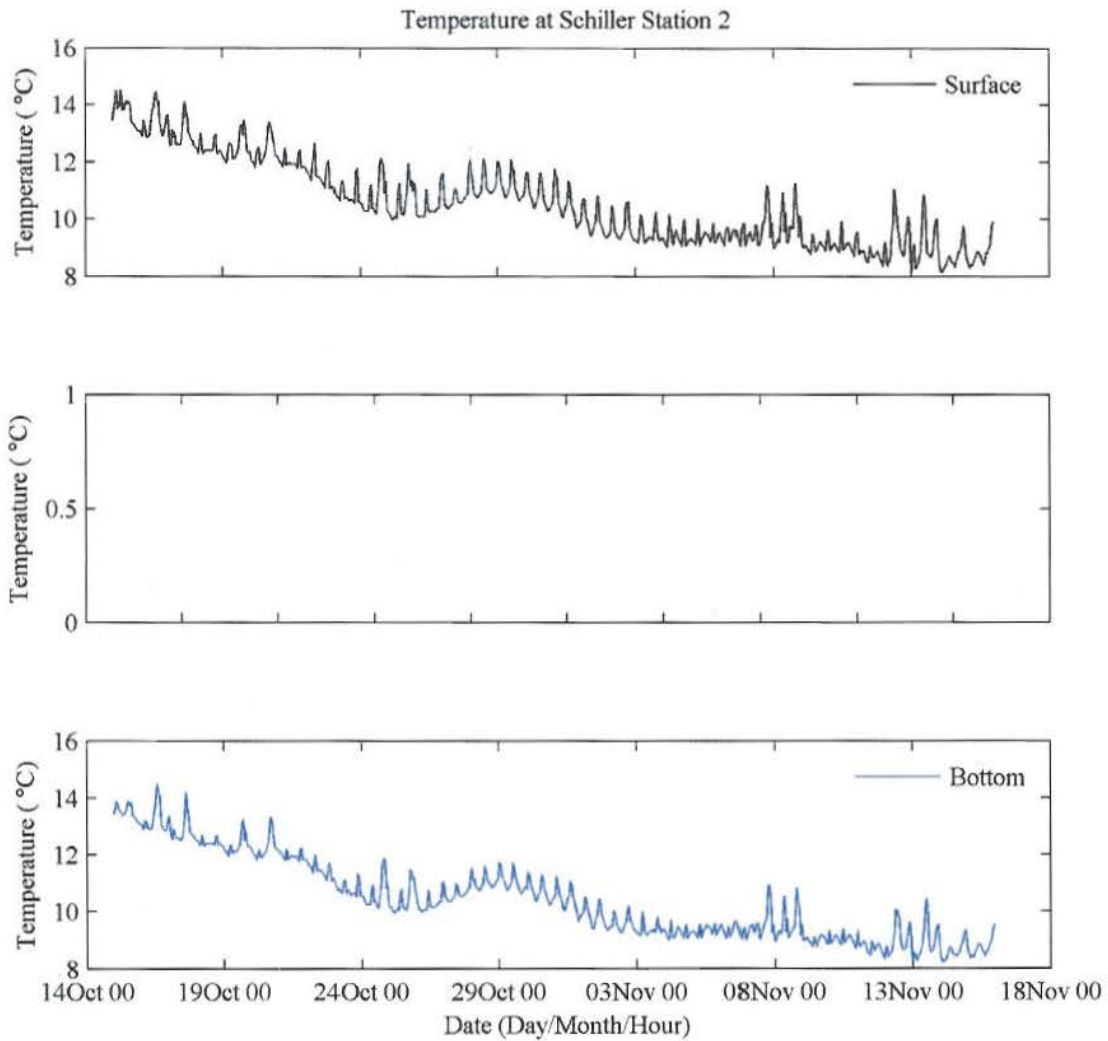 Temperature at Schiller Station 2
16
14
12
10
8
Temperature ( °C)
Surface
1
0.5
0
Temperature ( °C)
16
14
12
10
8
Temperature ( °C)
Bottom
14Oct 00 19Oct 00 24Oct 00 29Oct 00 03Nov 00 08Nov 00 13Nov 00 18Nov 00
Date (Day/Month/Hour)